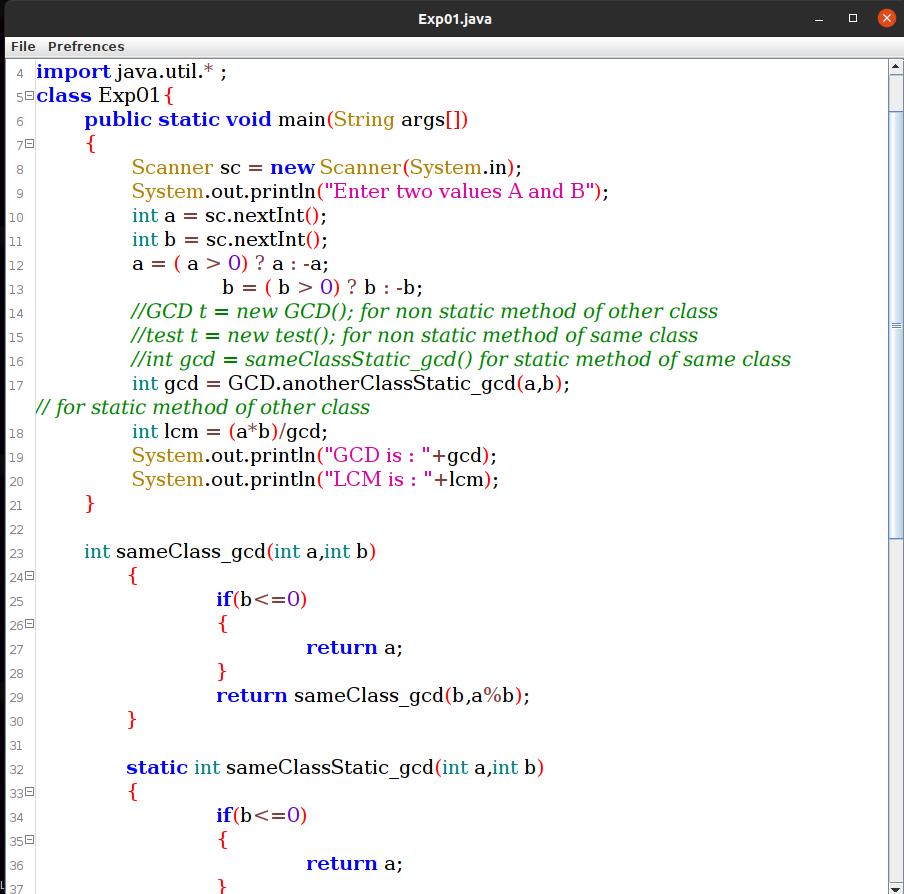 Exp01.java
File Prefrences
4 import java.util.* ;
5 class Exp01{
6 public static void main(String args[])
7 {
8 Scanner sc = new Scanner(System.in);
9 System.out.println("Enter two values A and B");
10 int a = sc.nextInt();
11 int b = sc.nextInt();
12 a = ( a > 0) ? a : -a;
13 b = ( b > 0) ? b : -b;
14 //GCD t = new GCD(); for non static method of other class
15 //test t = new test(); for non static method of same class
16 //int gcd = sameClassStatic_gcd() for static method of same class
17 int gcd = GCD.anotherClassStatic_gcd(a,b);
// for static method of other class
18 int lcm = (a*b)/gcd;
19 System.out.println("GCD is : "+gcd);
20 System.out.println("LCM is : "+lcm);
21 }
22
23 int sameClass_gcd(int a,int b)
24 {
25 if(b<=0)
26 {
27 return a;
28 }
29 return sameClass_gcd(b,a%b);
30 }
31
32 static int sameClassStatic_gcd(int a,int b)
33 {
34 if(b<=0)
35 {
36 return a;
37 }